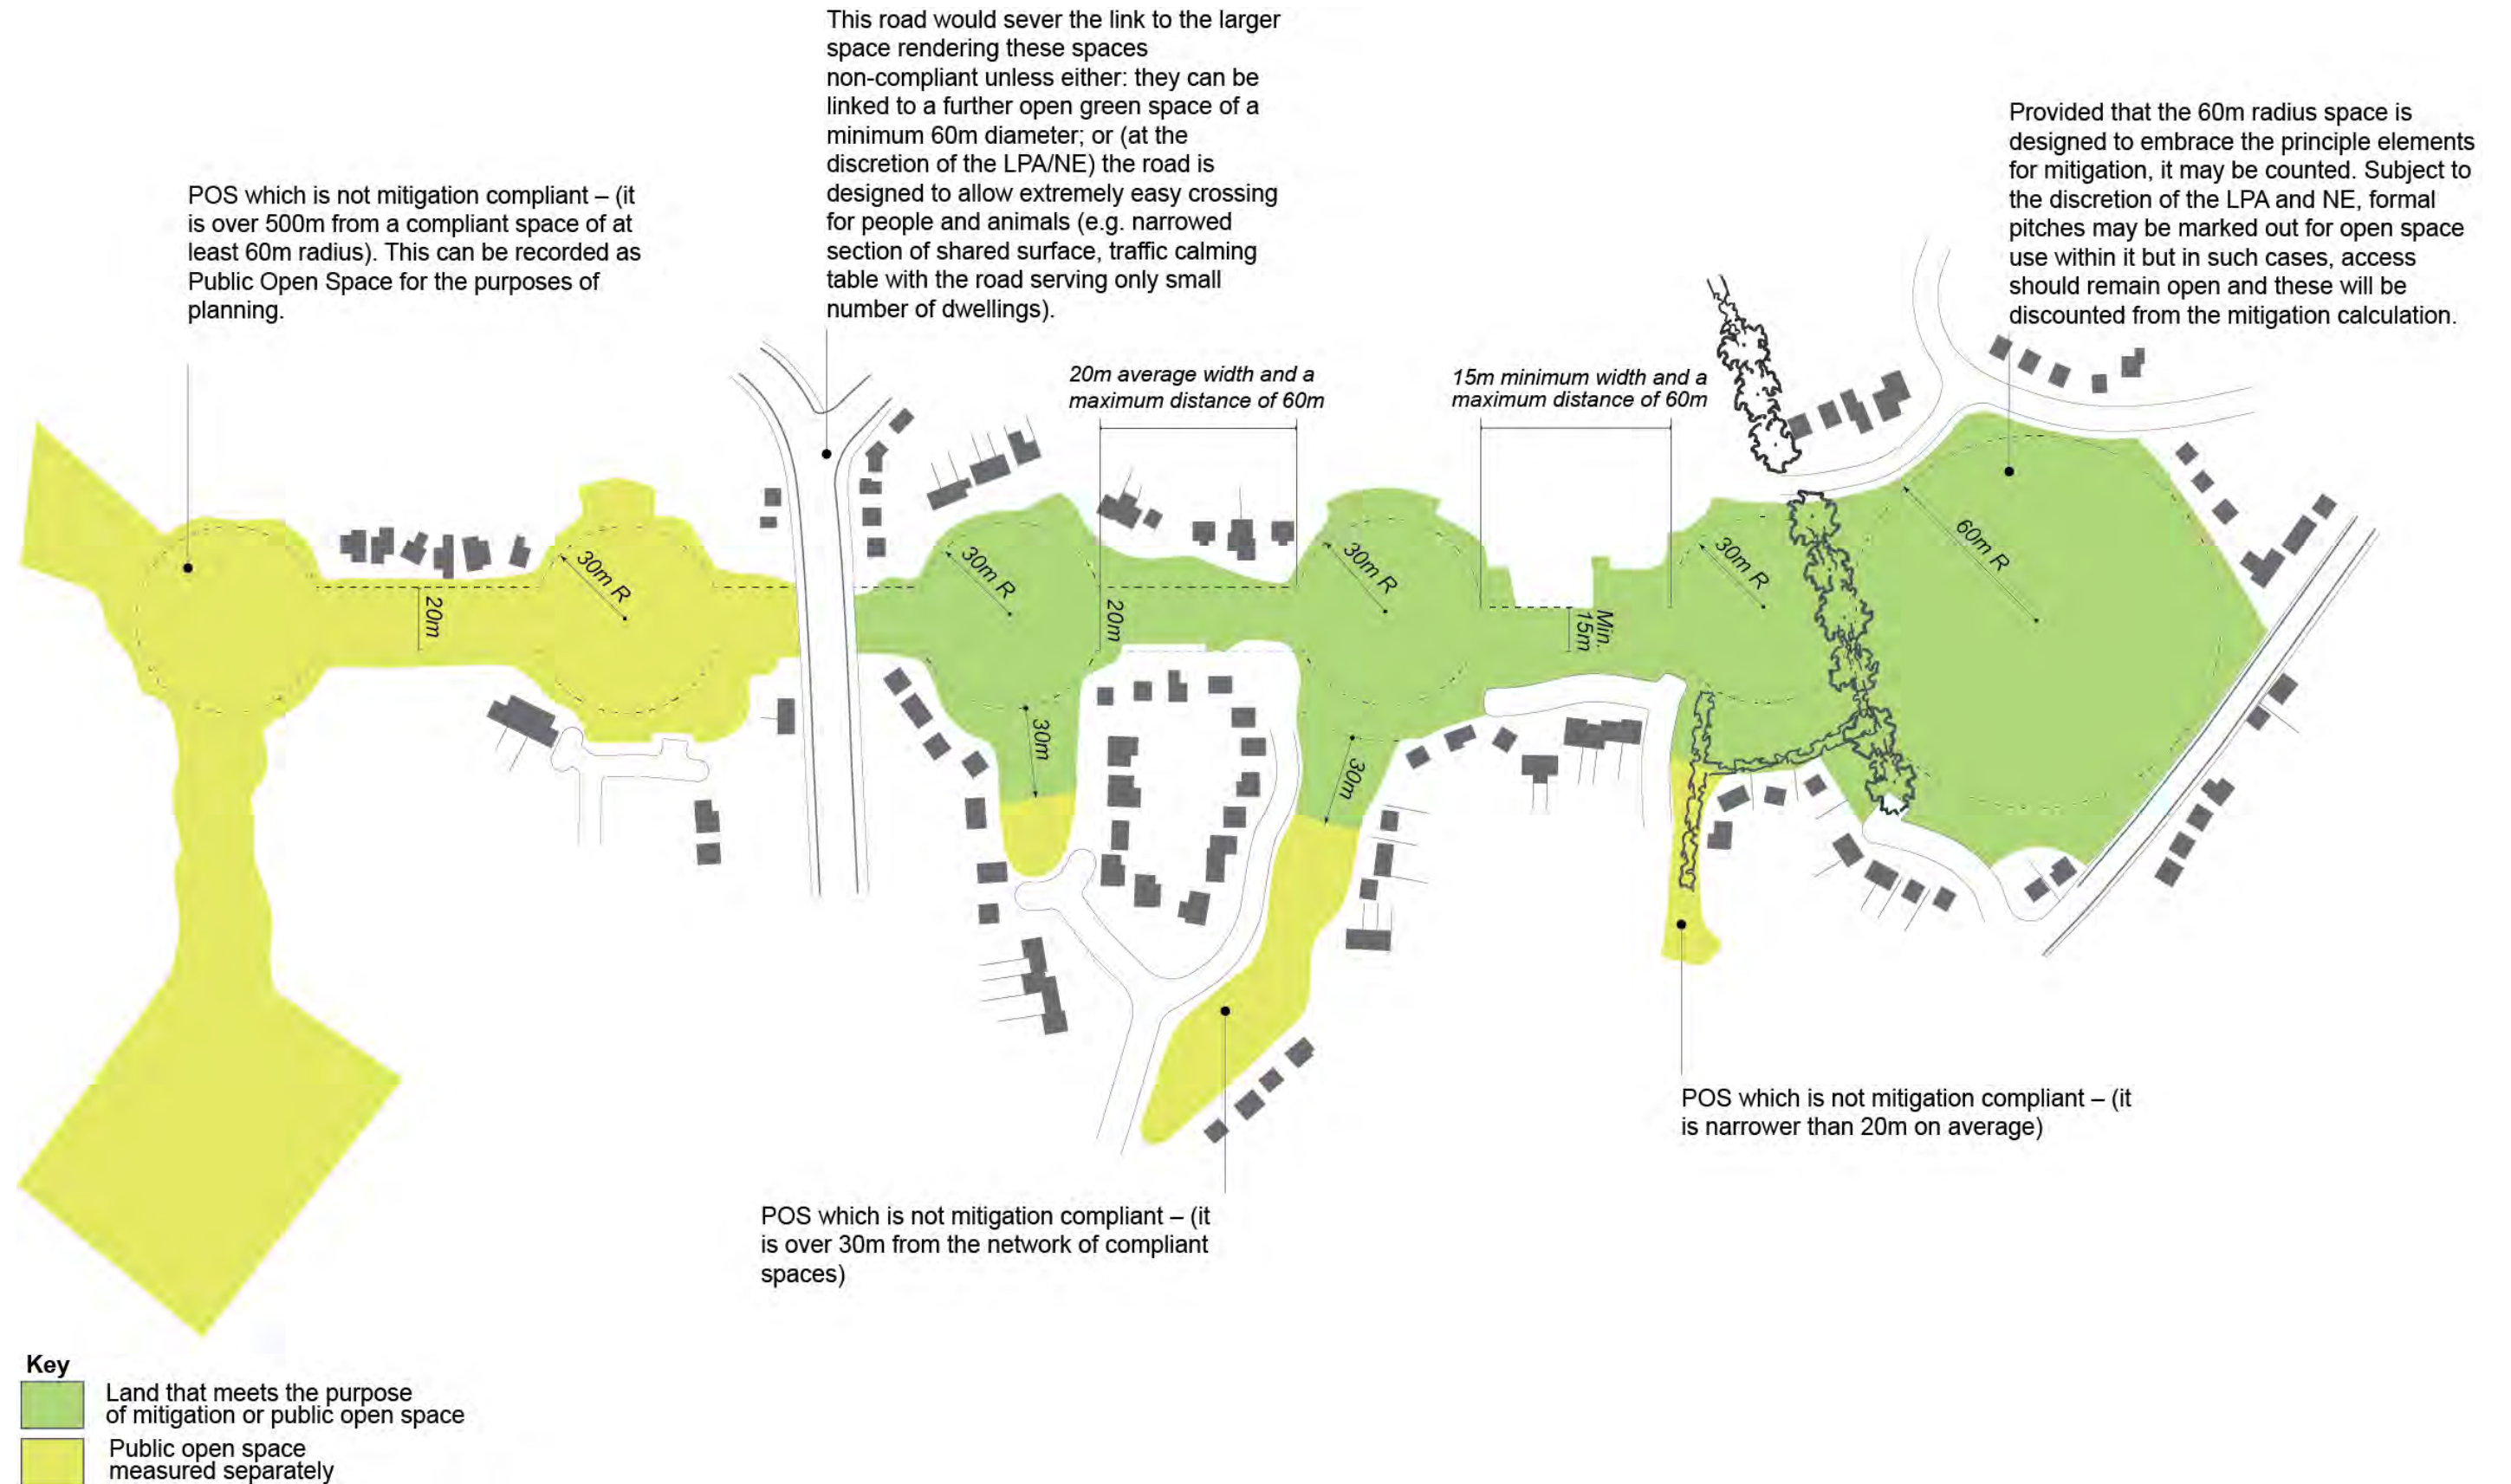 This road would sever the link to the larger
space rendering these spaces
non-compliant unless either: they can be
linked to a further open green space of a
minimum 60m diameter; or (at the
discretion of the LPA/NE) the road is
designed to allow extremely easy crossing
for people and animals (e.g. narrowed
section of shared surface, traffic calming
table with the road serving only small
number of dwellings).
Provided that the 60m radius space is
designed to embrace the principle elements
for mitigation, it may be counted. Subject to
the discretion of the LPA and NE, formal
pitches may be marked out for open space
use within it but in such cases, access
should remain open and these will be
discounted from the mitigation calculation.
POS which is not mitigation compliant – (it
is over 500m from a compliant space of at
least 60m radius). This can be recorded as
Public Open Space for the purposes of
planning.
20m average width and a
maximum distance of 60m
15m minimum width and a
maximum distance of 60m
30m R
30m R
30m R
30m R
60m R
20m
20m
Min.
15m
30m
30m
POS which is not mitigation compliant – (it
is narrower than 20m on average)
POS which is not mitigation compliant – (it
is over 30m from the network of compliant
spaces)
Key
Land that meets the purpose
of mitigation or public open space
Public open space
measured separately